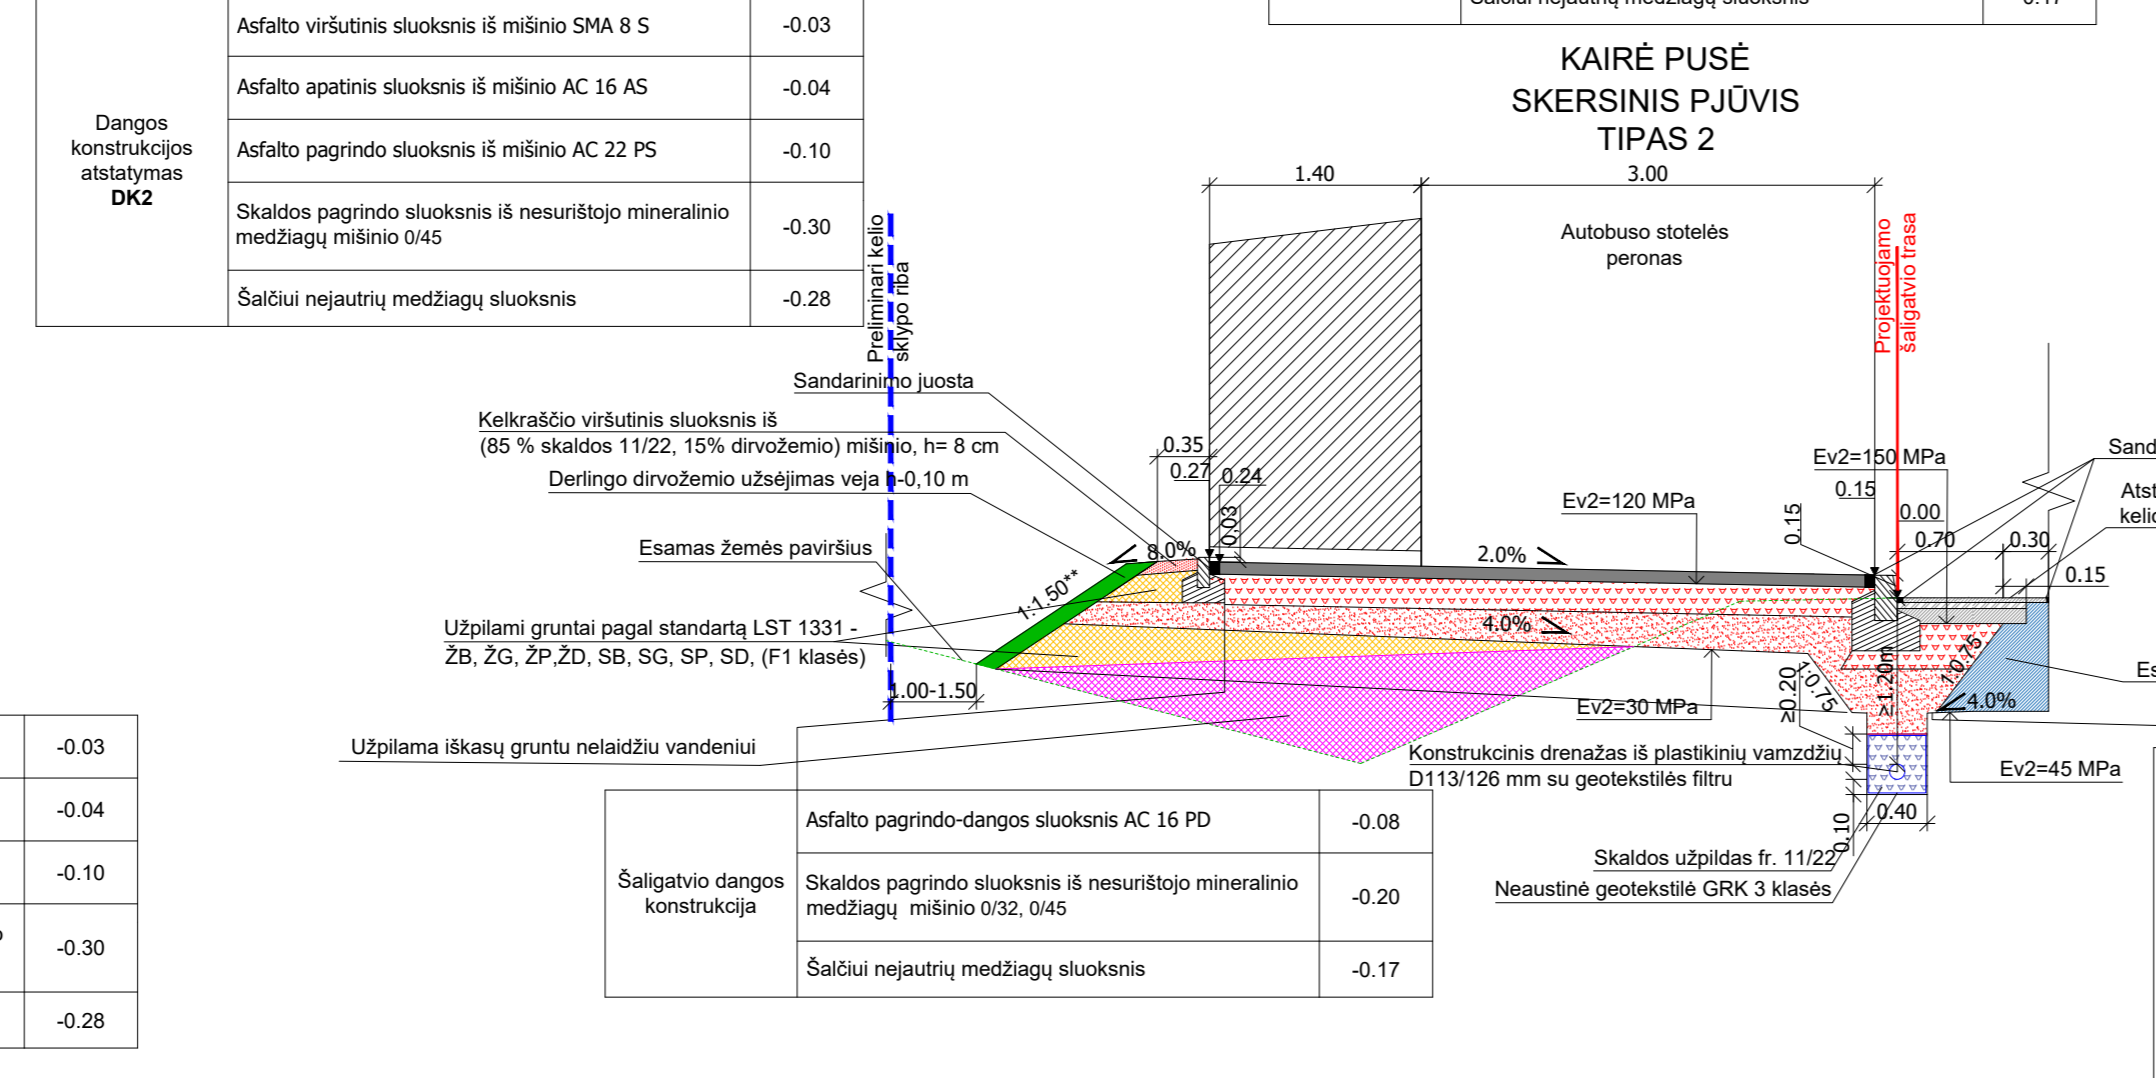 Asfalto viršutinis sluoksnis iš mišinio SMA 8 S
-0.03
Asfalto apatinis sluoksnis iš mišinio AC 16 AS
-0.04
Dangos
konstrukcijos
atstatymas
DK2
Asfalto pagrindo sluoksnis iš mišinio AC 22 PS
-0.10
Skaldos pagrindo sluoksnis iš nesurištojo mineralinio
medžiagų mišinio 0/45
-0.30
Šalčiui nejautrių medžiagų sluoksnis
-0.28
Šalčiui nejautrių medžiagų sluoksnis
-0.17
KAIRĖ PUSĖ
SKERSINIS PJŪVIS
TIPAS 2
1.40
3.00
Autobuso stotelės
peronas
Preliminari kelio
sklypo riba
Projektuojamo
šaligatvio trasa
Sandarinimo juosta
Kelkraščio viršutinis sluoksnis iš
(85 % skaldos 11/22, 15% dirvožemio) mišinio, h= 8 cm
Derlingo dirvožemio užsėjimas veja h-0,10 m
Esamas žemės paviršius
Užpilami gruntai pagal standartą LST 1331 -
ŽB, ŽG, ŽP,ŽD, SB, SG, SP, SD, (F1 klasės)
1.00-1.50
Užpilama iškasų gruntu nelaidžiu vandeniui
0.35
0.27
0.24
0,03
8.0%
1:1.50**
2.0%
4.0%
Ev2=120 MPa
Ev2=150 MPa
0.15
0.15
0.00
0.70
0.30
0.15
Sand
Atst
kelio
Es
Ev2=30 MPa
≥0.20
1:0.75
≥1.20m
1:0.75
4.0%
Ev2=45 MPa
Konstrukcinis drenažas iš plastikinių vamzdžių
D113/126 mm su geotekstilės filtru
0.10
0.40
Skaldos užpildas fr. 11/22
Neaustinė geotekstilė GRK 3 klasės
Šaligatvio dangos
konstrukcija
Asfalto pagrindo-dangos sluoksnis AC 16 PD
-0.08
Skaldos pagrindo sluoksnis iš nesurištojo mineralinio
medžiagų mišinio 0/32, 0/45
-0.20
Šalčiui nejautrių medžiagų sluoksnis
-0.17
-0.03
-0.04
-0.10
o
-0.30
-0.28